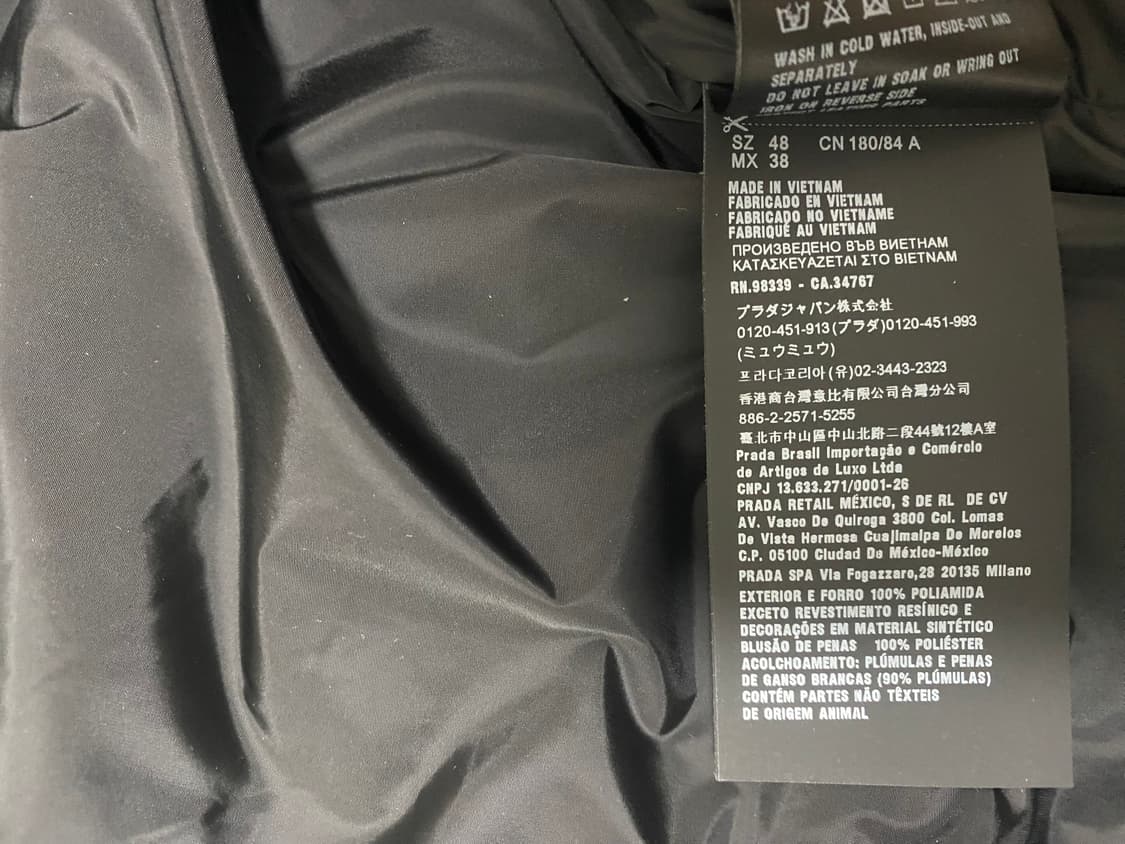 WASH IN COLD WATER, INSIDE-OUT AND
SEPARATELY
DO NOT LEAVE IN SOAK OR WRING OUT
IRON ON REVERSE SIDE
SZ 48 CN 180/84 A
MX 38
MADE IN VIETNAM
FABRICADO EN VIETNAM
FABRICADO NO VIETNAME
FABRIQUÉ AU VIETNAM
ПРОИЗВЕДЕНО ВЪВ ВИЕТНАМ
ΚΑΤΑΣΚΕΥΑΖΕΤΑΙ ΣΤΟ ΒΙΕΤΝΑΜ
RN.98339 - CA.34767
プラダジャパン株式会社
0120-451-913(プラダ)0120-451-993
(ミュウミュウ)
프라다코리아(유)02-3443-2323
香港商台灣意比有限公司台灣分公司
886-2-2571-5255
臺北市中山區中山北路二段44號12樓A室
Prada Brasil Importação e Comércio
de Artigos de Luxo Ltda
CNPJ 13.633.271/0001-26
PRADA RETAIL MÉXICO, S DE RL DE CV
AV. Vasco De Quiroga 3800 Col. Lomas
De Vista Hermosa Cuajimalpa De Morelos
C.P. 05100 Ciudad De México-México
PRADA SPA Via Fogazzaro,28 20135 Milano
EXTERIOR E FORRO 100% POLIAMIDA
EXCETO REVESTIMENTO RESÍNICO E
DECORAÇÕES EM MATERIAL SINTÉTICO
BLUSÃO DE PENAS 100% POLIÉSTER
ACOLCHOAMENTO: PLÚMULAS E PENAS
DE GANSO BRANCAS (90% PLÚMULAS)
CONTÉM PARTES NÃO TÊXTEIS
DE ORIGEM ANIMAL